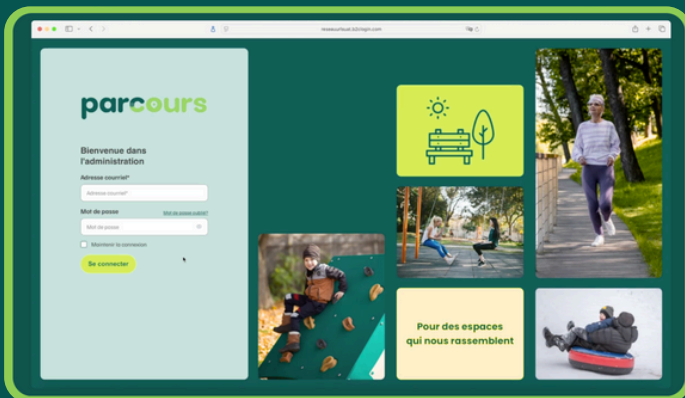 parcours
Bienvenue dans
l'administration
Adresse courriel*
Adresse courriel*
Mot de passe
Mot de passe oublié?
Mot de passe
Maintenir la connexion
Se connecter
Pour des espaces
qui nous rassemblent